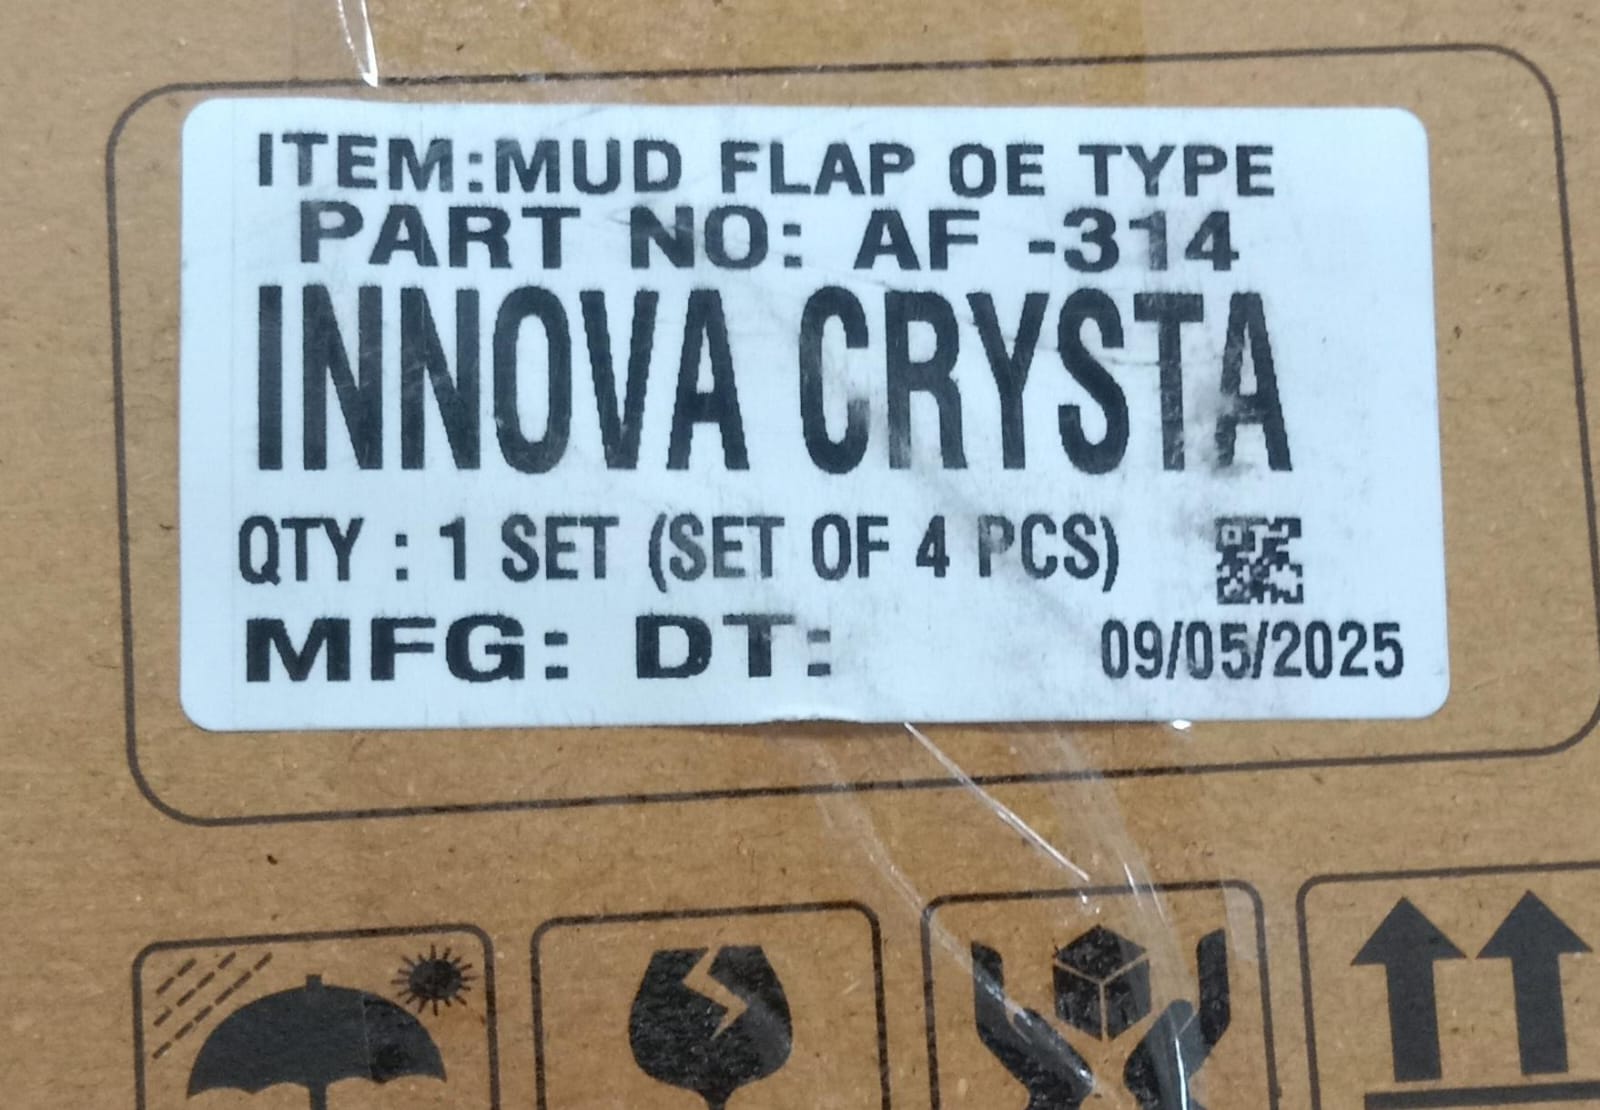 ITEM:MUD FLAP OE TYPE
PART NO: AF -314
INNOVA CRYSTA
QTY : 1 SET (SET OF 4 PCS)
MFG: DT: 09/05/2025